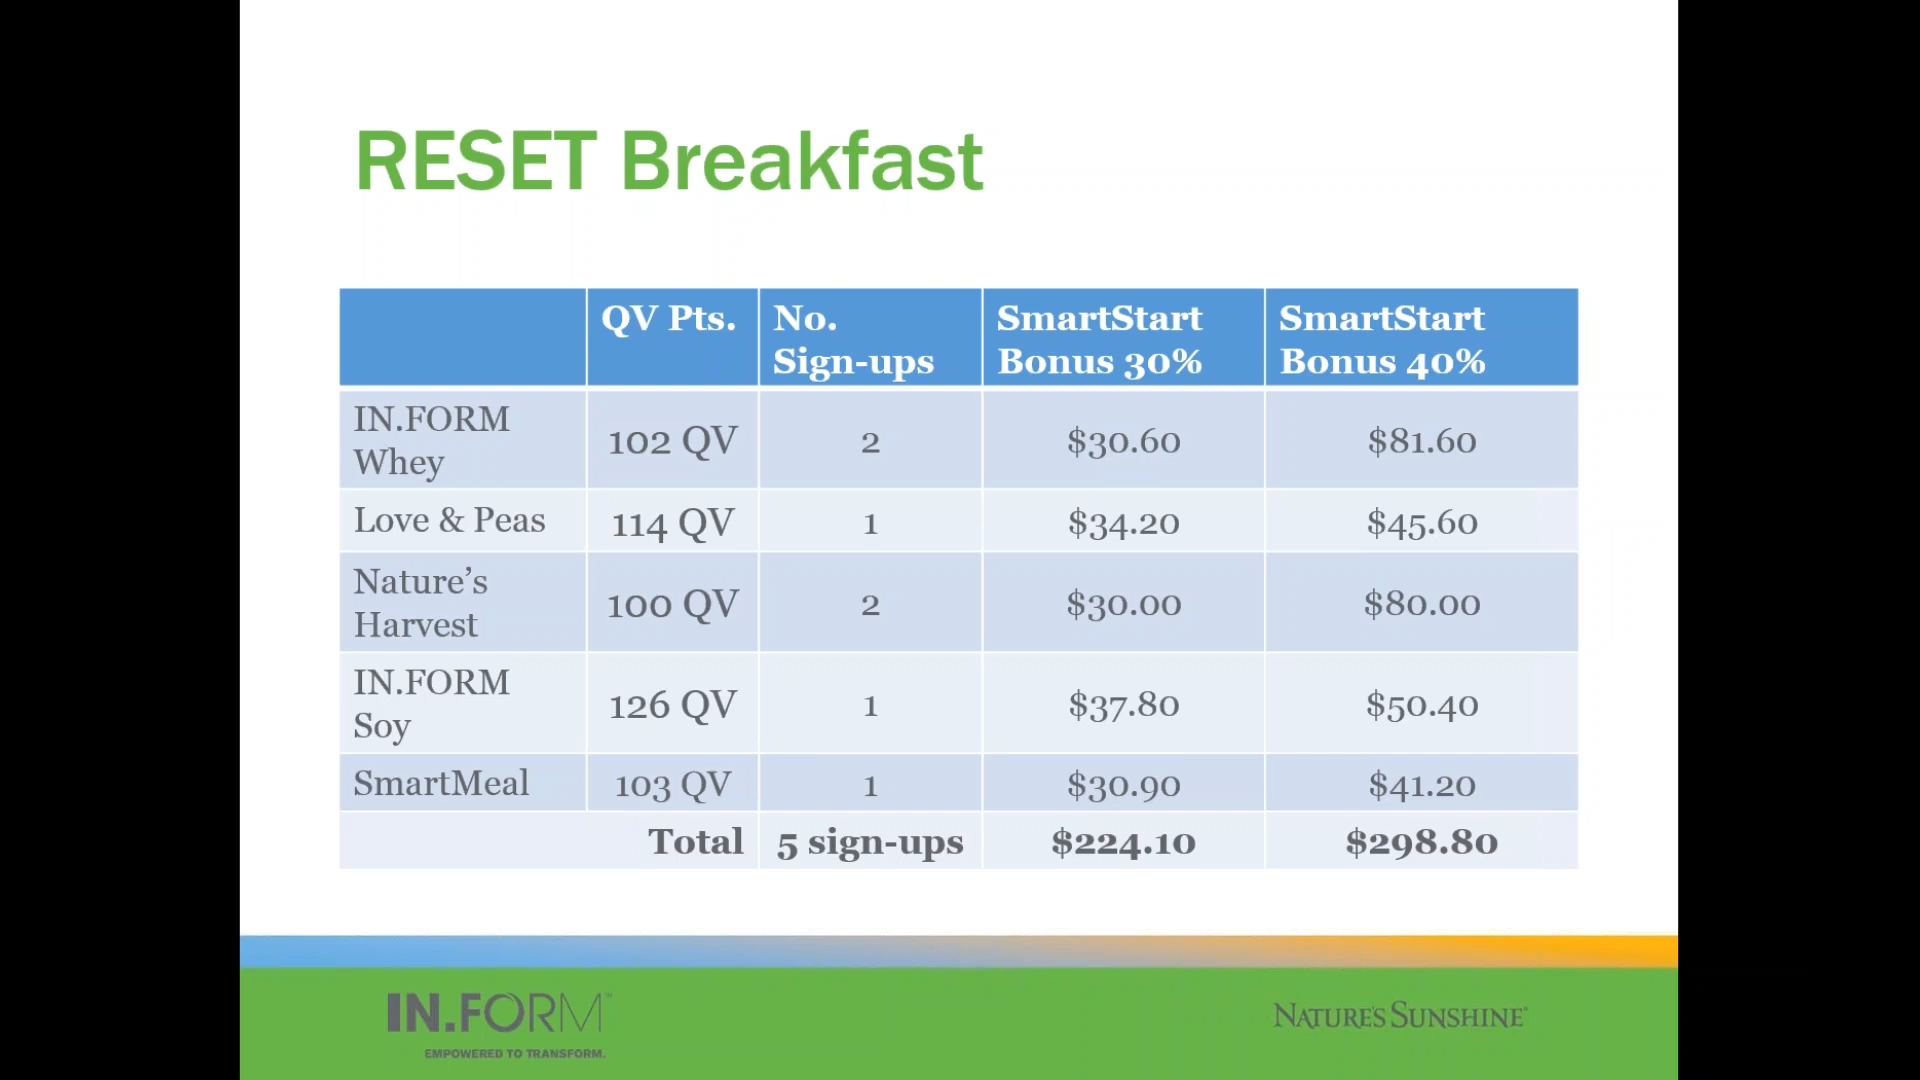 RESET Breakfast
QV Pts. No. Sign-ups SmartStart Bonus 30% SmartStart Bonus 40%
IN.FORM Whey 102 QV 2 $30.60 $81.60
Love & Peas 114 QV 1 $34.20 $45.60
Nature’s Harvest 100 QV 2 $30.00 $80.00
IN.FORM Soy 126 QV 1 $37.80 $50.40
SmartMeal 103 QV 1 $30.90 $41.20
Total 5 sign-ups $224.10 $298.80
IN.FORM™
EMPOWERED TO TRANSFORM.
NATURE'S SUNSHINE®